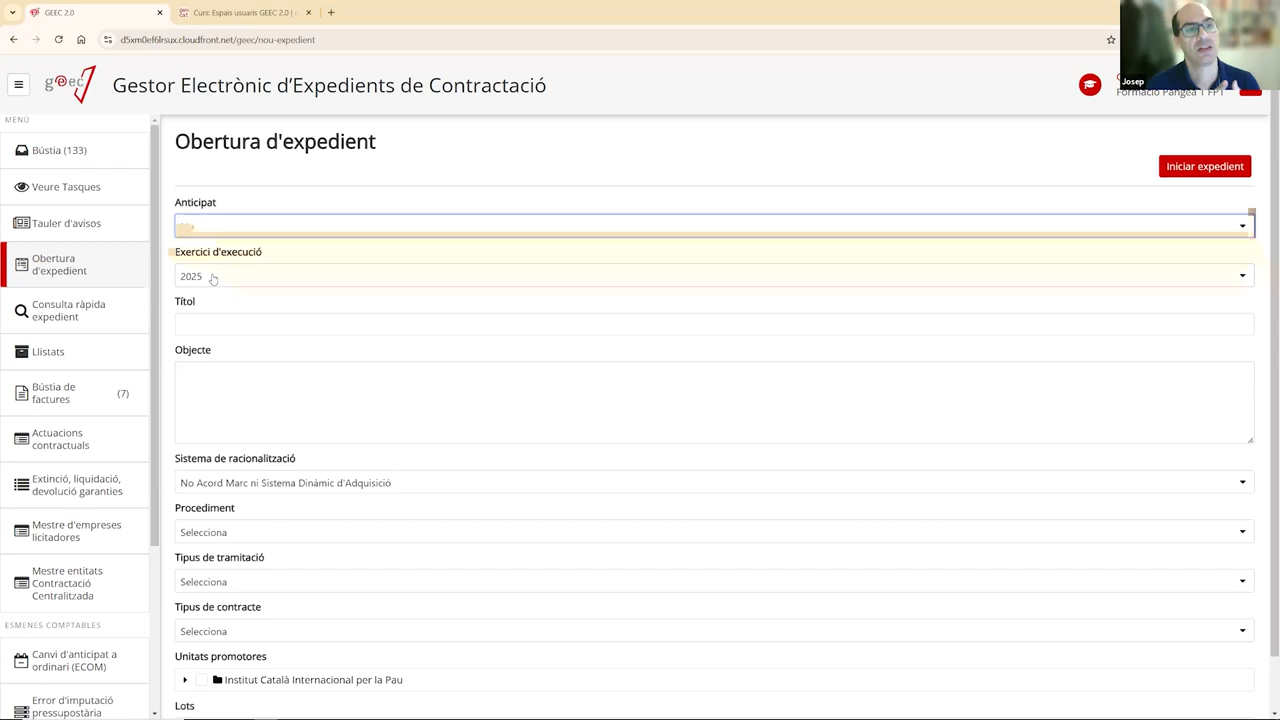 GEEC 2.0
Curs: Espais usuaris GEEC 2.0 |
d5xm0ef6lrsux.cloudfront.net/geec/nou-expedient
Josep
geec
Gestor Electrònic d'Expedients de Contractació
Formació Pangea 1 FP1
MENÚ
Bústia (133)
Veure Tasques
Tauler d'avisos
Obertura
d'expedient
Consulta ràpida
expedient
Llistats
Bústia de
factures
(7)
Actuacions
contractuals
Extinció, liquidació,
devolució garanties
Mestre d'empreses
licitadores
Mestre entitats
Contractació
Centralitzada
ESMENES COMPTABLES
Canvi d'anticipat a
ordinari (ECOM)
Error d'imputació
pressupostària
Obertura d'expedient
Iniciar expedient
Anticipat
Exercici d'execució
2025
Títol
Objecte
Sistema de racionalització
No Acord Marc ni Sistema Dinàmic d'Adquisició
Procediment
Selecciona
Tipus de tramitació
Selecciona
Tipus de contracte
Selecciona
Unitats promotores
Institut Català Internacional per la Pau
Lots